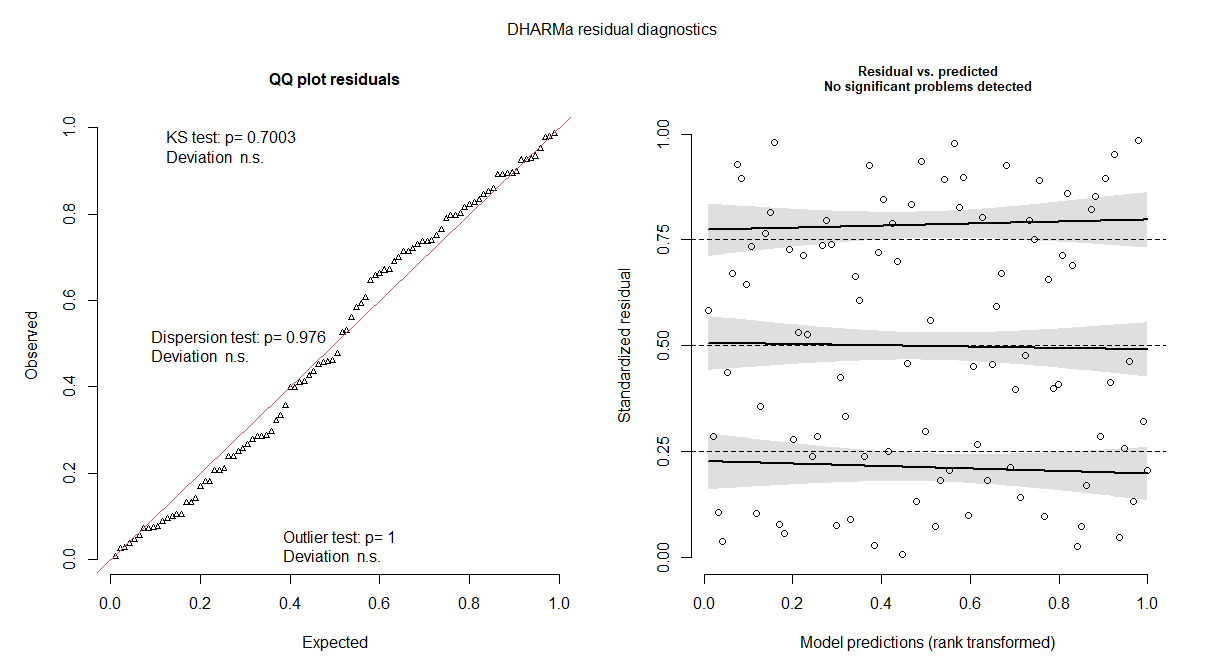 DHARMa residual diagnostics
QQ plot residuals
KS test: p= 0.7003
Deviation n.s.
Dispersion test: p= 0.976
Deviation n.s.
Outlier test: p= 1
Deviation n.s.
Observed
0.0 0.2 0.4 0.6 0.8 1.0
0.0 0.2 0.4 0.6 0.8 1.0
Expected
Residual vs. predicted
No significant problems detected
Standardized residual
0.00 0.25 0.50 0.75 1.00
0.0 0.2 0.4 0.6 0.8 1.0
Model predictions (rank transformed)